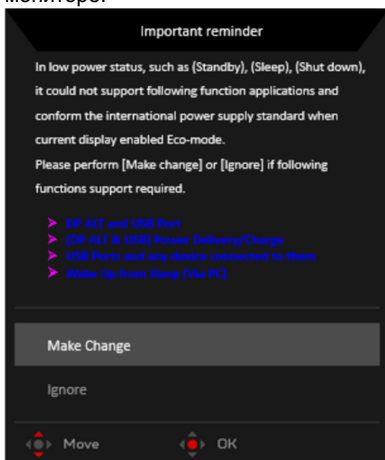 мониторе.
Important reminder
In low power status, such as (Standby), (Sleep), (Shut down),
it could not support following function applications and
conform the international power supply standard when
current display enabled Eco-mode.
Please perform [Make change] or [Ignore] if following
functions support required.
DP ALT and USB Port
(DP ALT & USB) Power Delivery/Charge
USB Ports and any device connected to them
Wake Up from Sleep [Via PC]
Make Change
Ignore
Move OK